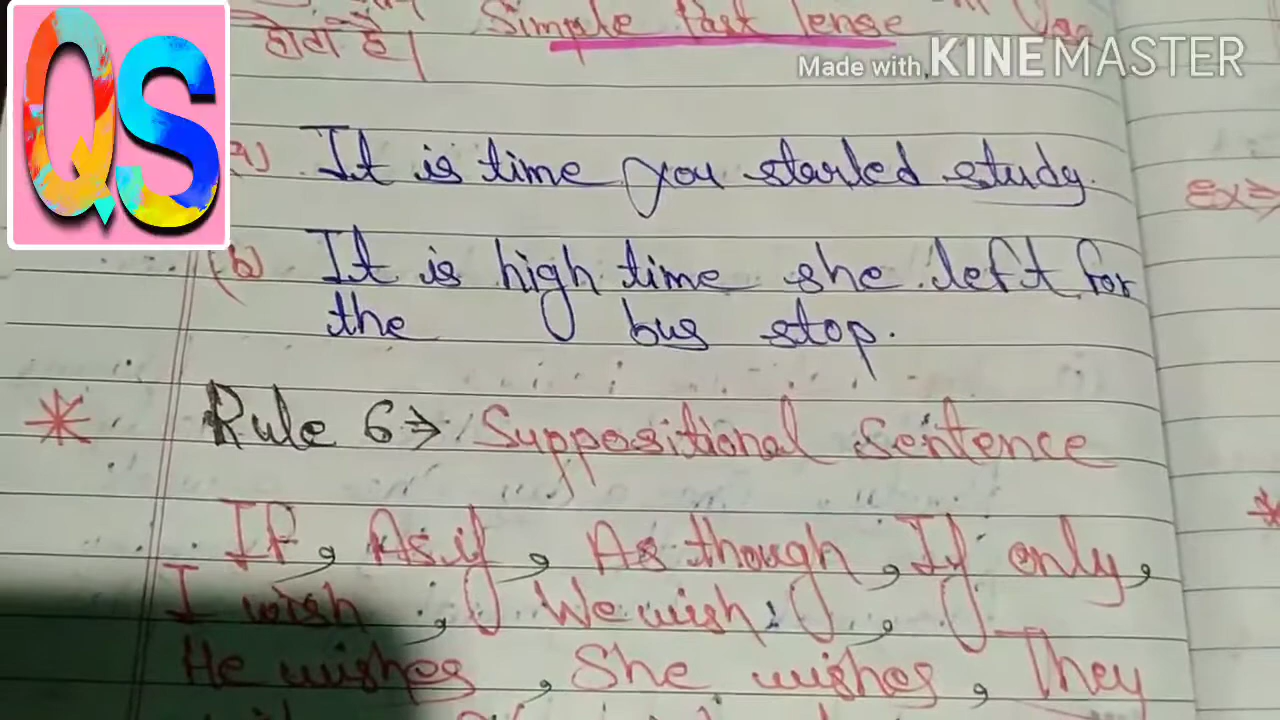 Simple past tense
होता है।
Made with KINEMASTER
QS
a) It is time you started study.
(b) It is high time she left for
the bus stop.
Ex⇒
* Rule 6⇒ Suppositional Sentence
If, As if, As though, If only,
I wish, We wish,
He wishes, She wishes, They